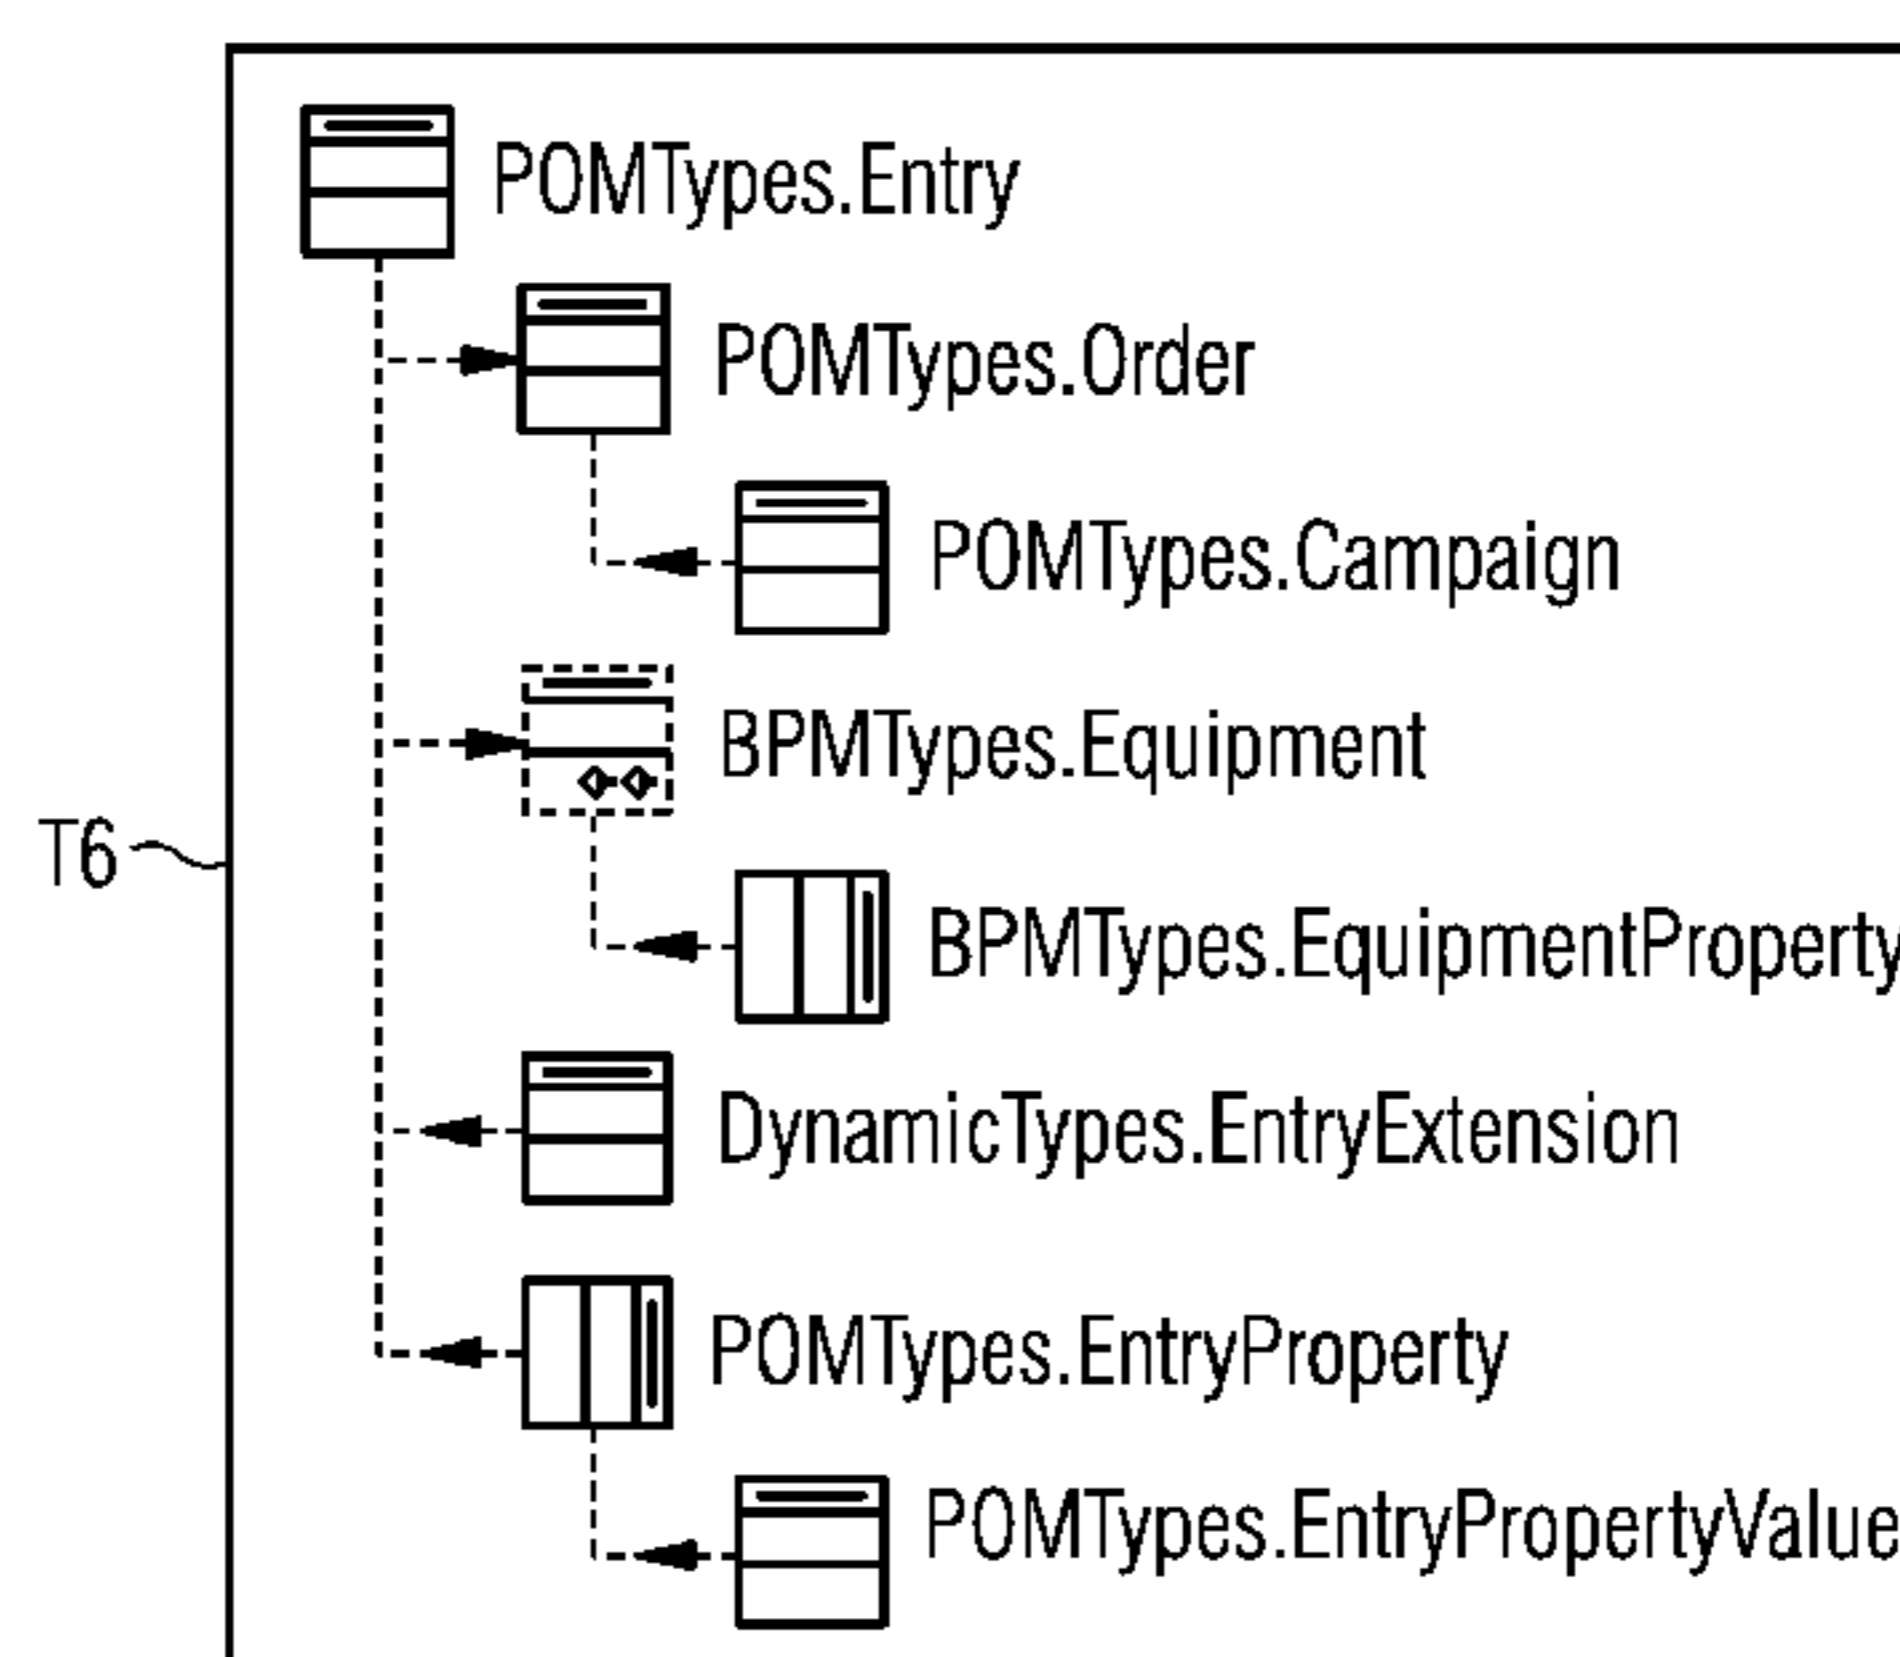 POMTypes.Entry
POMTypes.Order
POMTypes.Campaign
BPMTypes.Equipment
T6
BPMTypes.EquipmentProperty
DynamicTypes.EntryExtension
POMTypes.EntryProperty
POMTypes.EntryPropertyValue